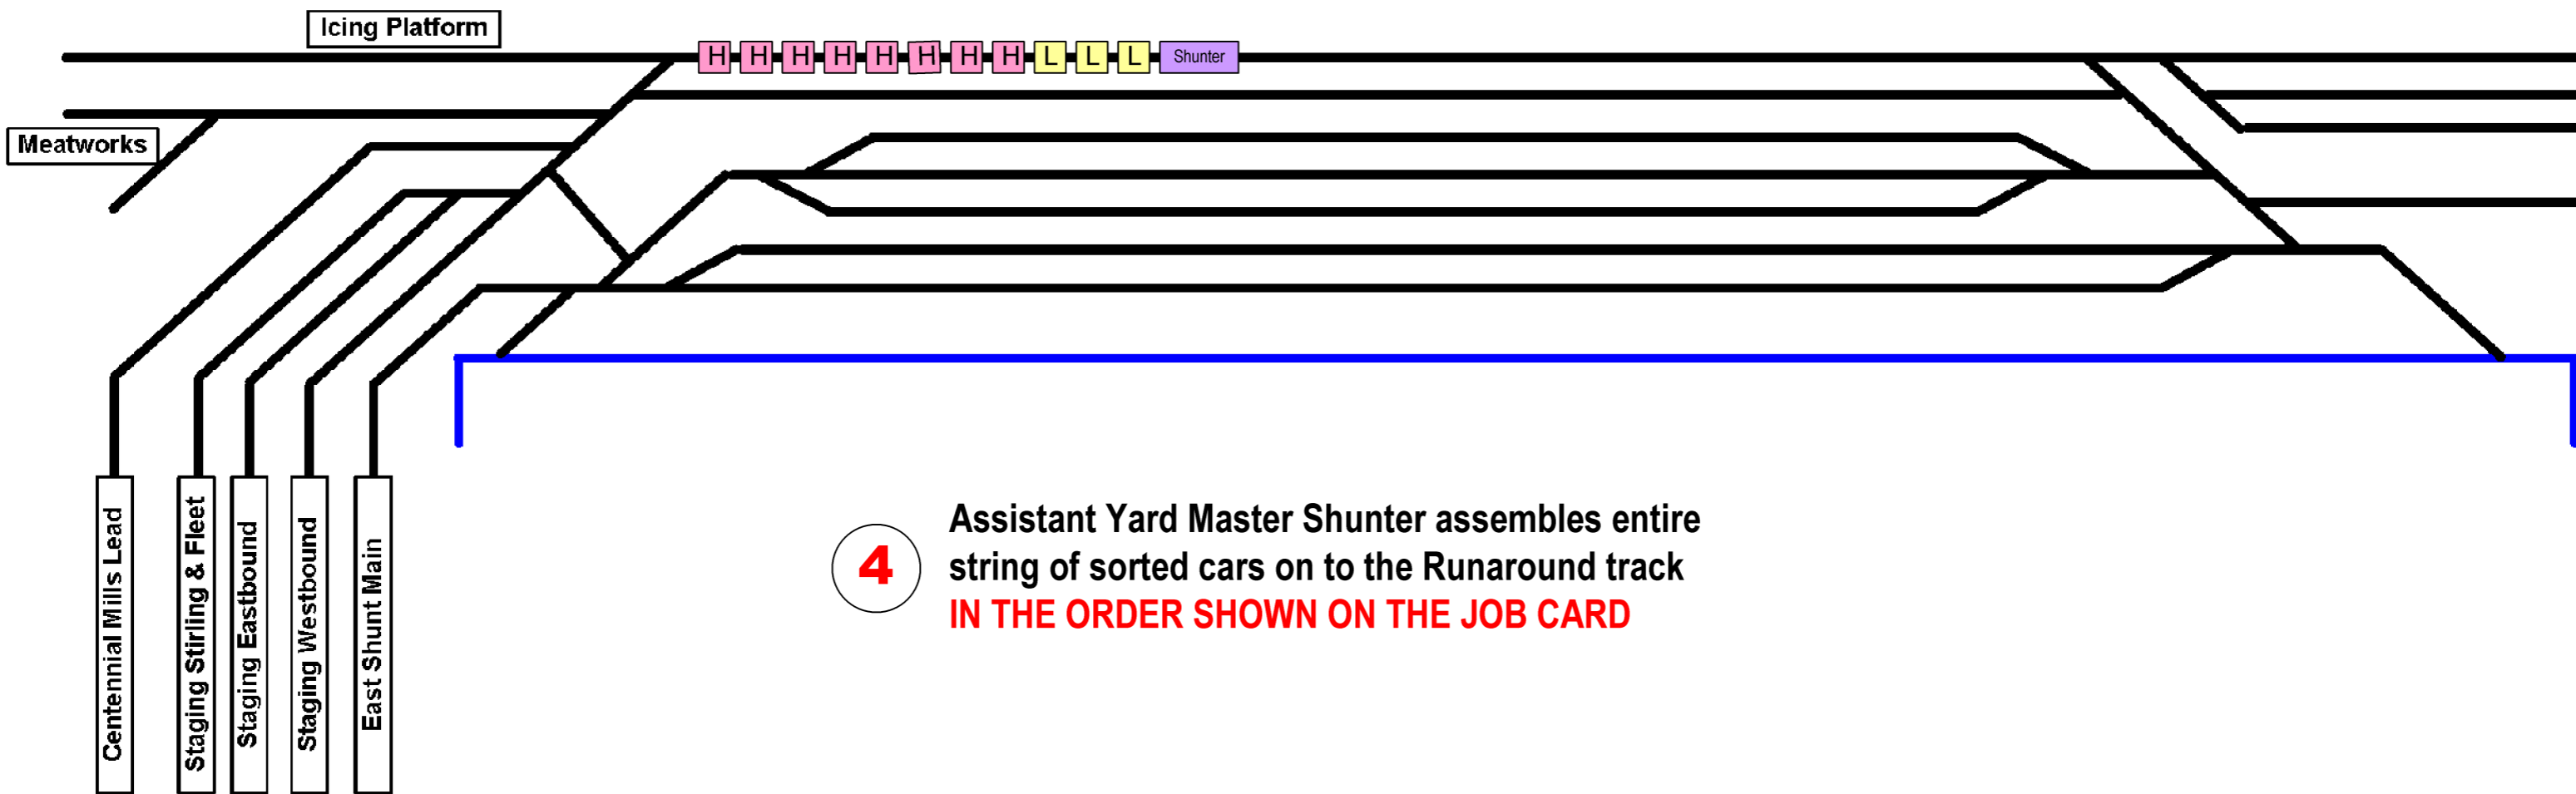 Icing Platform
H H H H H H H H L L L Shunter
Meatworks
Centennial Mills Lead
Staging Stirling & Fleet
Staging Eastbound
Staging Westbound
East Shunt Main
4
Assistant Yard Master Shunter assembles entire
string of sorted cars on to the Runaround track
IN THE ORDER SHOWN ON THE JOB CARD